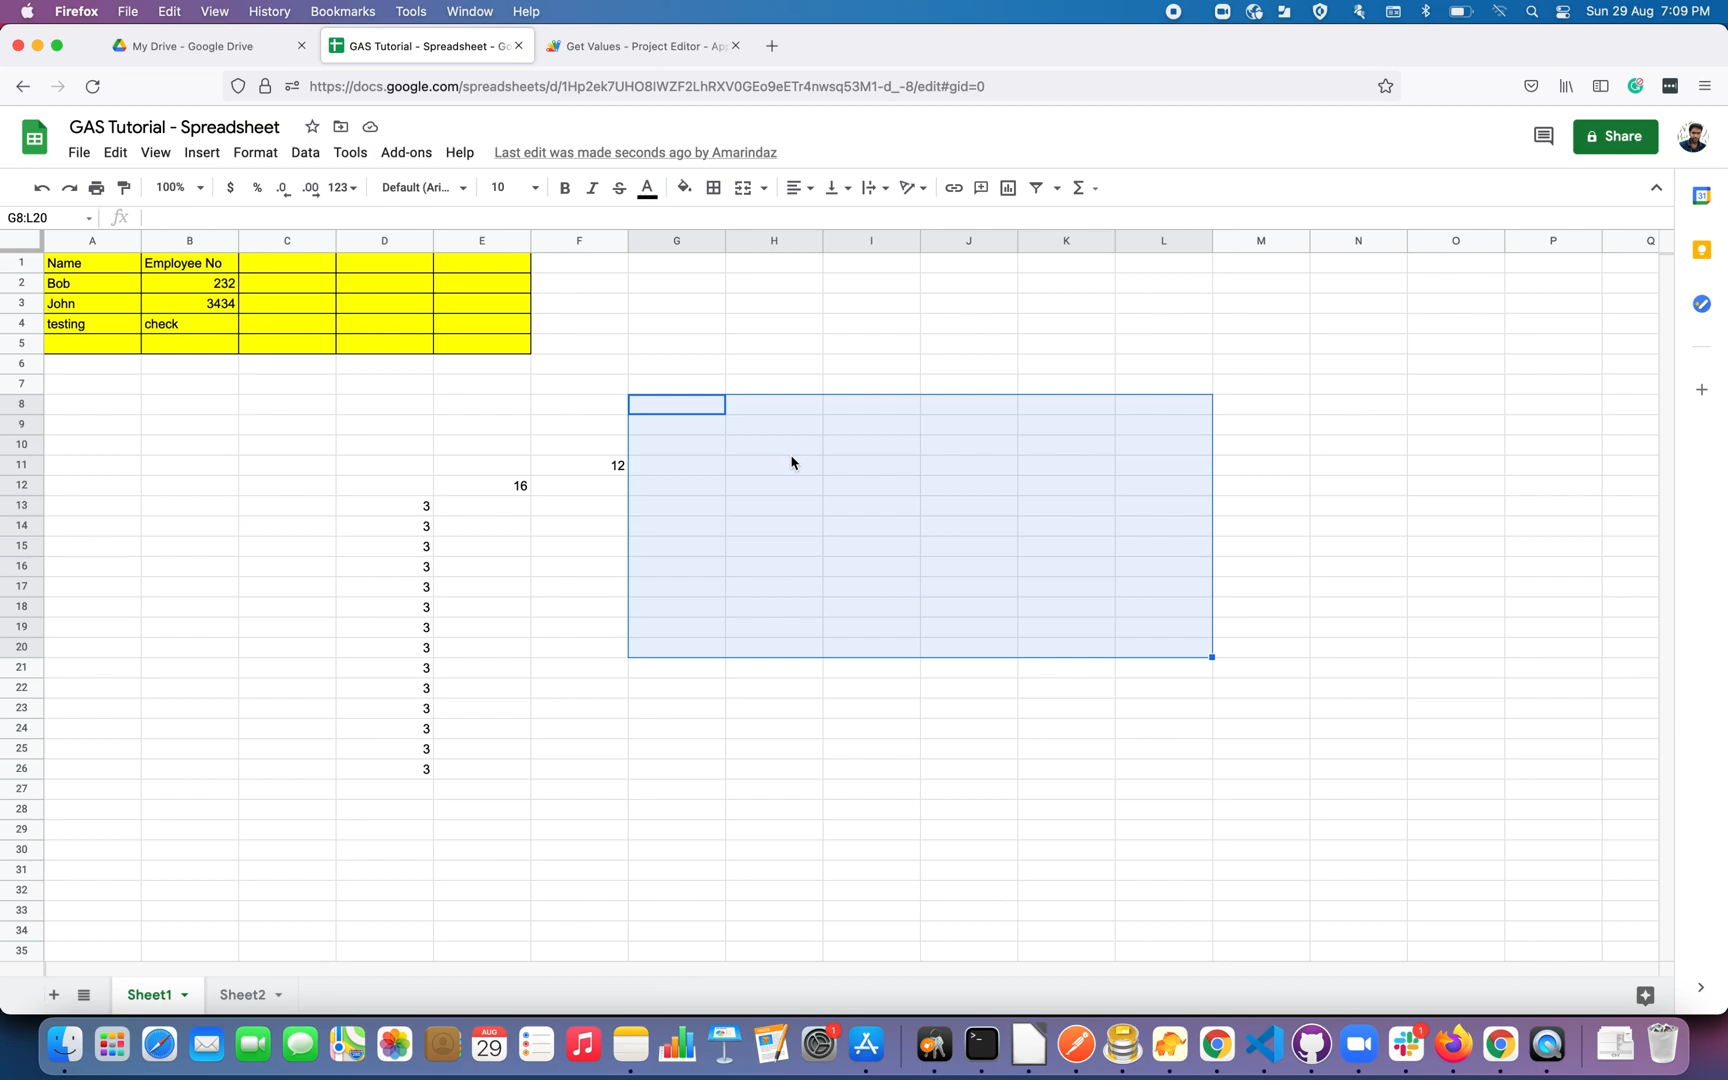 Firefox File Edit View History Bookmarks Tools Window Help Sun 29 Aug 7:09 PM
My Drive - Google Drive GAS Tutorial - Spreadsheet - Go Get Values - Project Editor - App
https://docs.google.com/spreadsheets/d/1Hp2ek7UHO8IWZF2LhRXV0GEo9eETr4nwsq53M1-d_-8/edit#gid=0
GAS Tutorial - Spreadsheet
File Edit View Insert Format Data Tools Add-ons Help Last edit was made seconds ago by Amarindaz
Share
100% $ % .0 .00 123 Default (Ari... 10 B I S A Σ
31
G8:L20 fx
A B C D E F G H I J K L M N O P Q
1 Name Employee No
2 Bob 232
3 John 3434
4 testing check
5
6
7
8
9
10
11 12
12 16
13 3
14 3
15 3
16 3
17 3
18 3
19 3
20 3
21 3
22 3
23 3
24 3
25 3
26 3
27
28
29
30
31
32
33
34
35
Sheet1 Sheet2
AUG
29
1
1